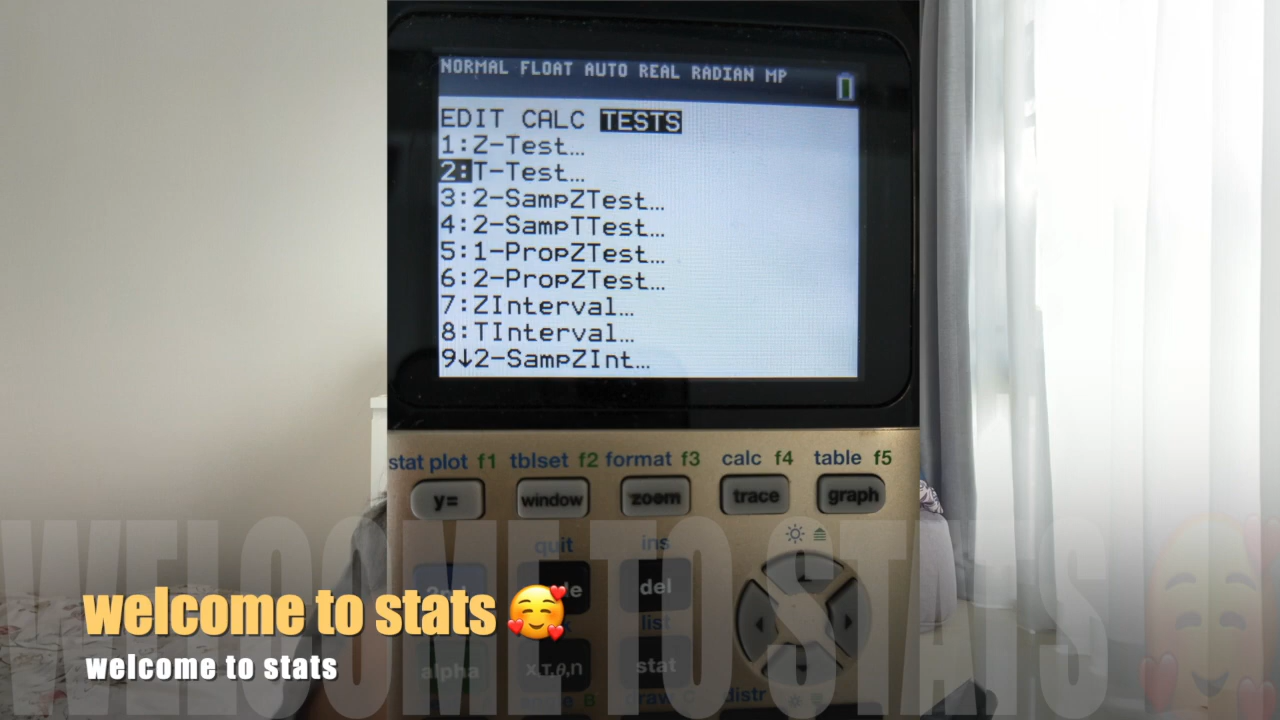 NORMAL FLOAT AUTO REAL RADIAN MP
EDIT CALC TESTS
1:Z-Test…
2:T-Test…
3:2-SampZTest…
4:2-SampTTest…
5:1-PropZTest…
6:2-PropZTest…
7:ZInterval…
8:TInterval…
9↓2-SampZInt…
stat plot f1 tblset f2 format f3 calc f4 table f5
y= window zoom trace graph
quit ins
2nd del
list
alpha X,T,θ,n stat
B draw C distr
WELCOME TO STATS 🥰
welcome to stats 🥰
welcome to stats